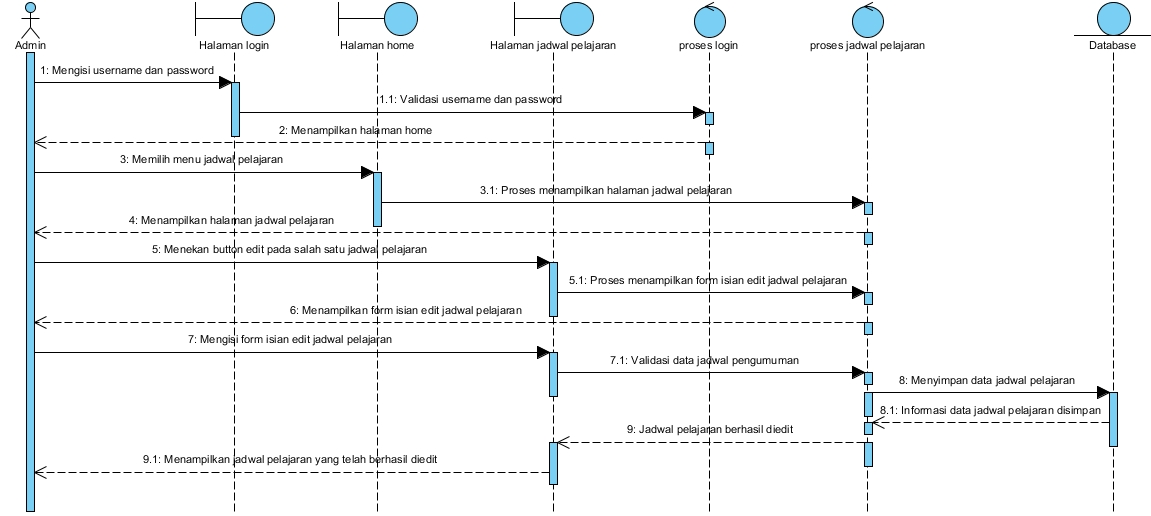 Admin
Halaman login
Halaman home
Halaman jadwal pelajaran
proses login
proses jadwal pelajaran
Database
1: Mengisi username dan password
1.1: Validasi username dan password
2: Menampilkan halaman home
3: Memilih menu jadwal pelajaran
3.1: Proses menampilkan halaman jadwal pelajaran
4: Menampilkan halaman jadwal pelajaran
5: Menekan button edit pada salah satu jadwal pelajaran
5.1: Proses menampilkan form isian edit jadwal pelajaran
6: Menampilkan form isian edit jadwal pelajaran
7: Mengisi form isian edit jadwal pelajaran
7.1: Validasi data jadwal pengumuman
8: Menyimpan data jadwal pelajaran
8.1: Informasi data jadwal pelajaran disimpan
9: Jadwal pelajaran berhasil diedit
9.1: Menampilkan jadwal pelajaran yang telah berhasil diedit